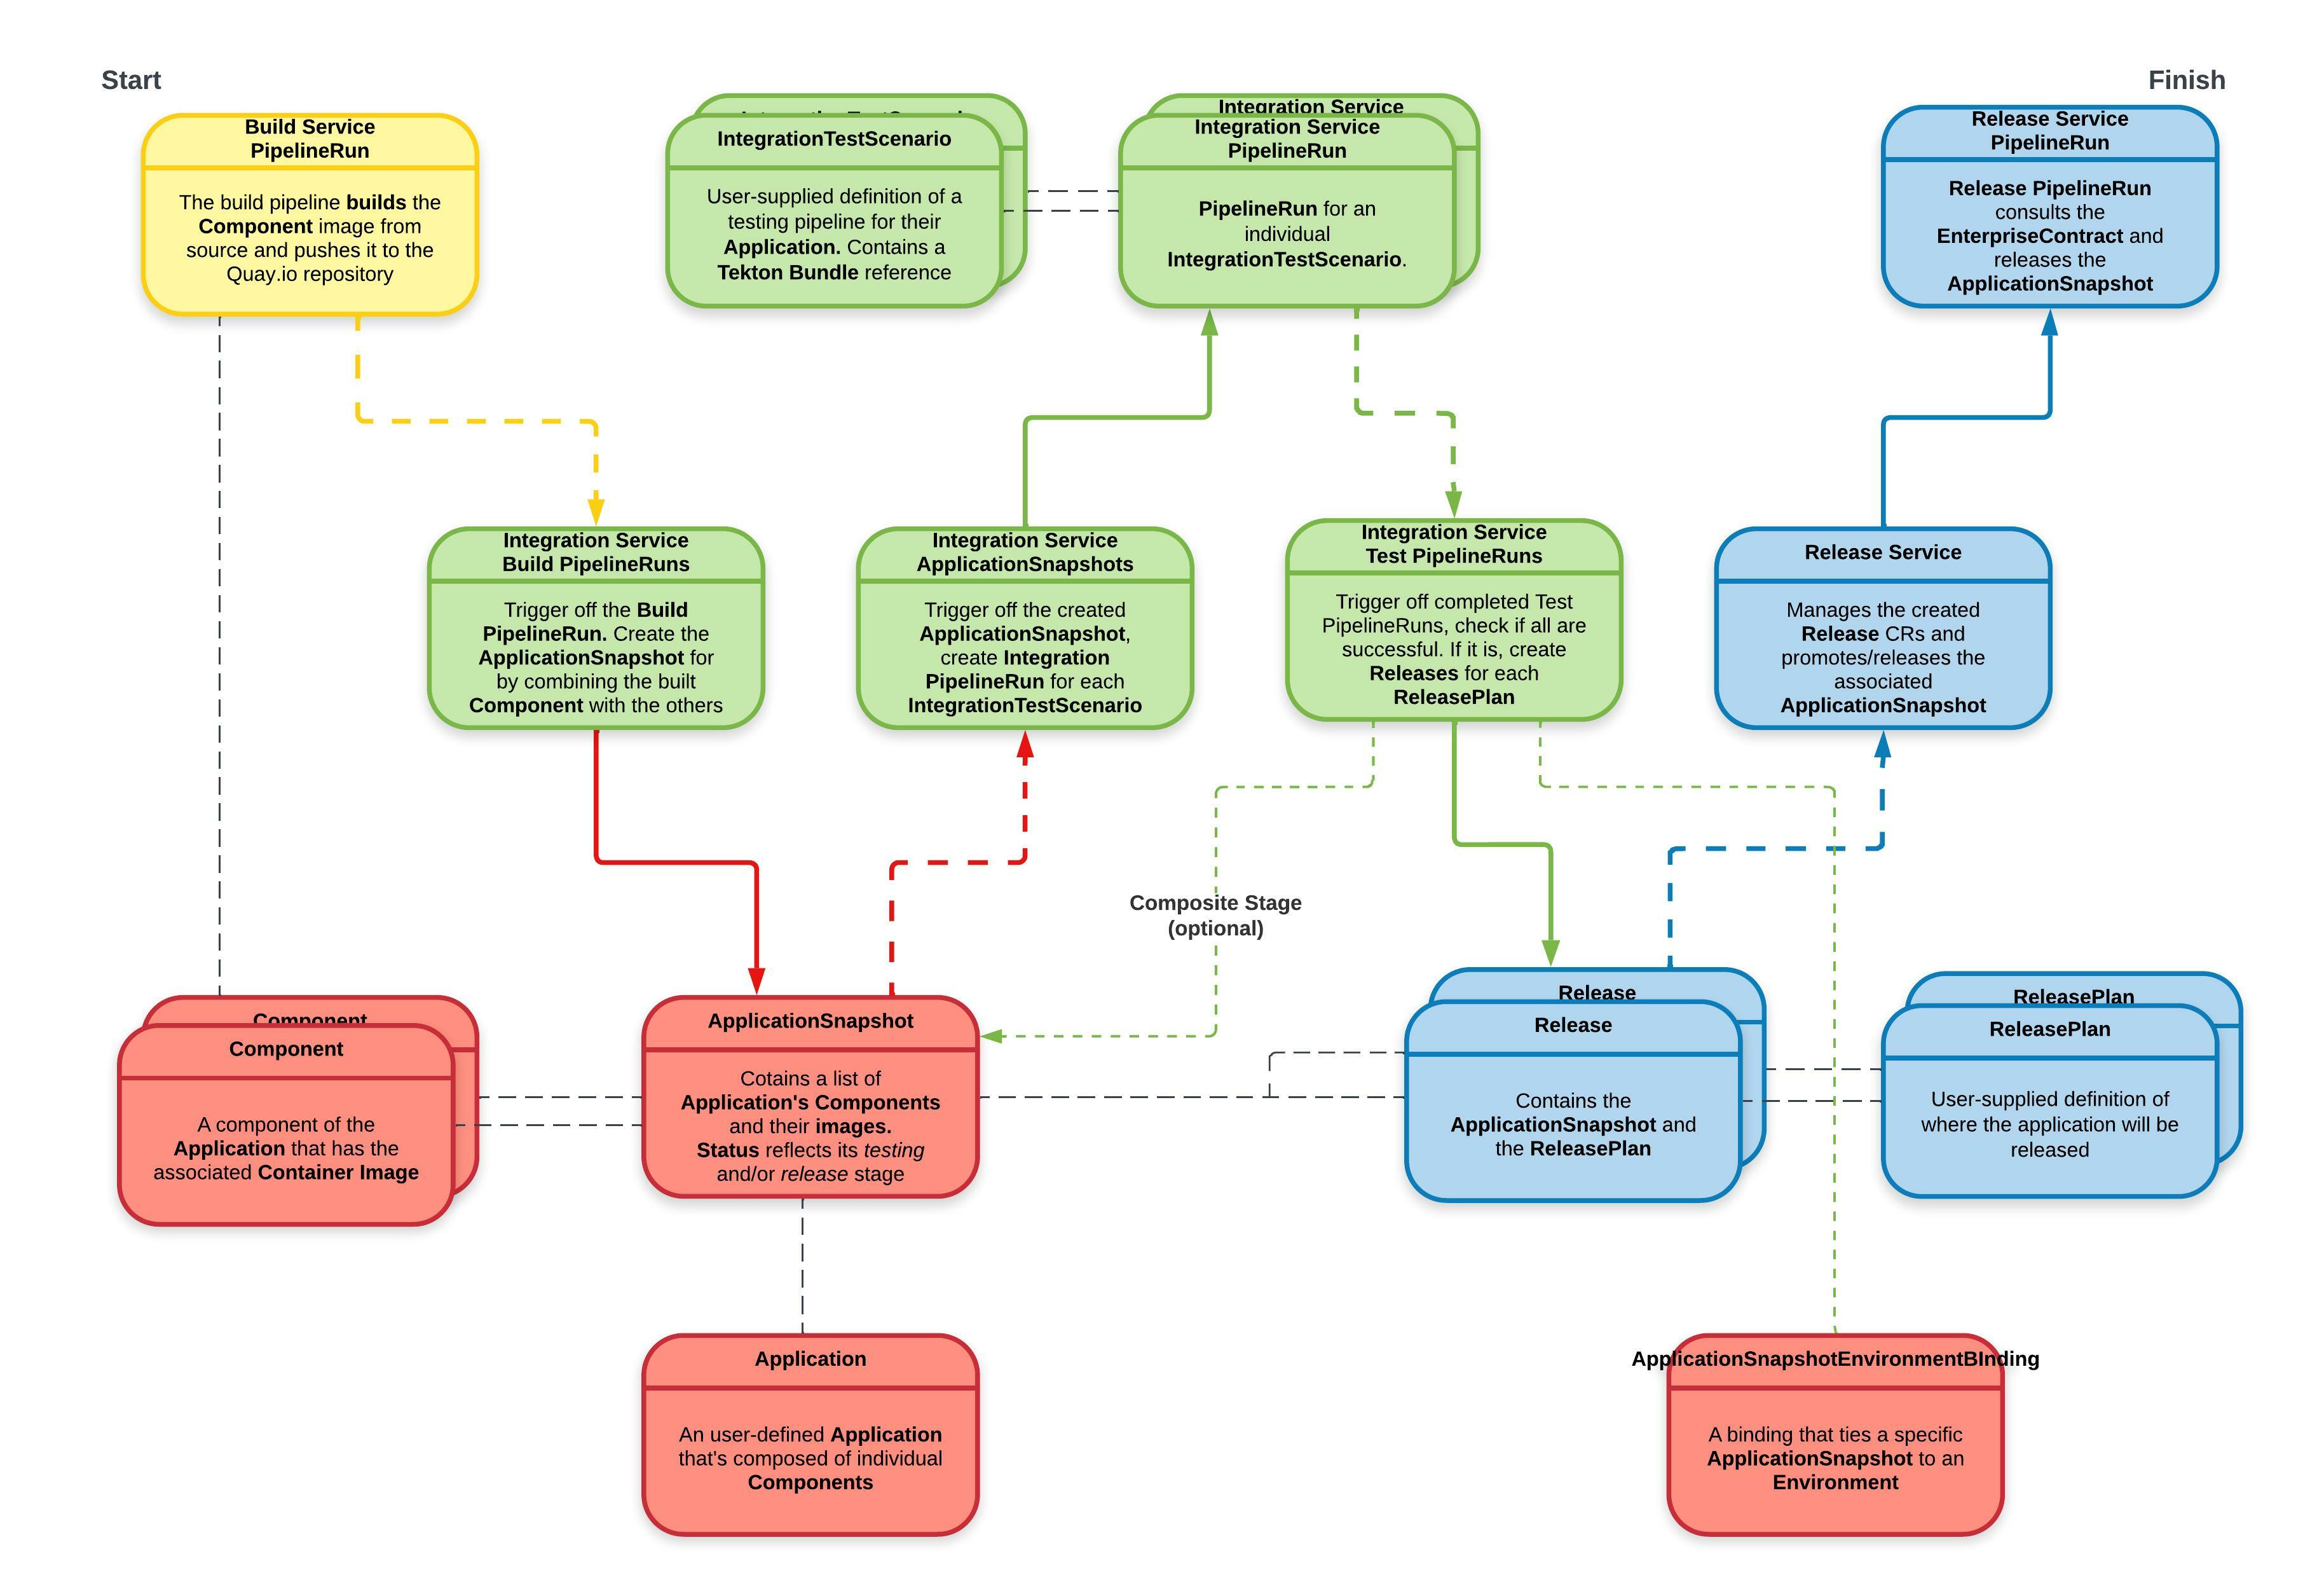 Start
Finish
Build Service
PipelineRun
The build pipeline builds the
Component image from
source and pushes it to the
Quay.io repository
IntegrationTestScenario
User-supplied definition of a
testing pipeline for their
Application. Contains a
Tekton Bundle reference
Integration Service
Integration Service
PipelineRun
PipelineRun for an
individual
IntegrationTestScenario.
Release Service
PipelineRun
Release PipelineRun
consults the
EnterpriseContract and
releases the
ApplicationSnapshot
Integration Service
Build PipelineRuns
Trigger off the Build
PipelineRun. Create the
ApplicationSnapshot for
by combining the built
Component with the others
Integration Service
ApplicationSnapshots
Trigger off the created
ApplicationSnapshot,
create Integration
PipelineRun for each
IntegrationTestScenario
Integration Service
Test PipelineRuns
Trigger off completed Test
PipelineRuns, check if all are
successful. If it is, create
Releases for each
ReleasePlan
Release Service
Manages the created
Release CRs and
promotes/releases the
associated
ApplicationSnapshot
Composite Stage
(optional)
Component
Component
A component of the
Application that has the
associated Container Image
ApplicationSnapshot
Cotains a list of
Application's Components
and their images.
Status reflects its testing
and/or release stage
Release
Release
Contains the
ApplicationSnapshot and
the ReleasePlan
ReleasePlan
ReleasePlan
User-supplied definition of
where the application will be
released
Application
An user-defined Application
that's composed of individual
Components
ApplicationSnapshotEnvironmentBInding
A binding that ties a specific
ApplicationSnapshot to an
Environment